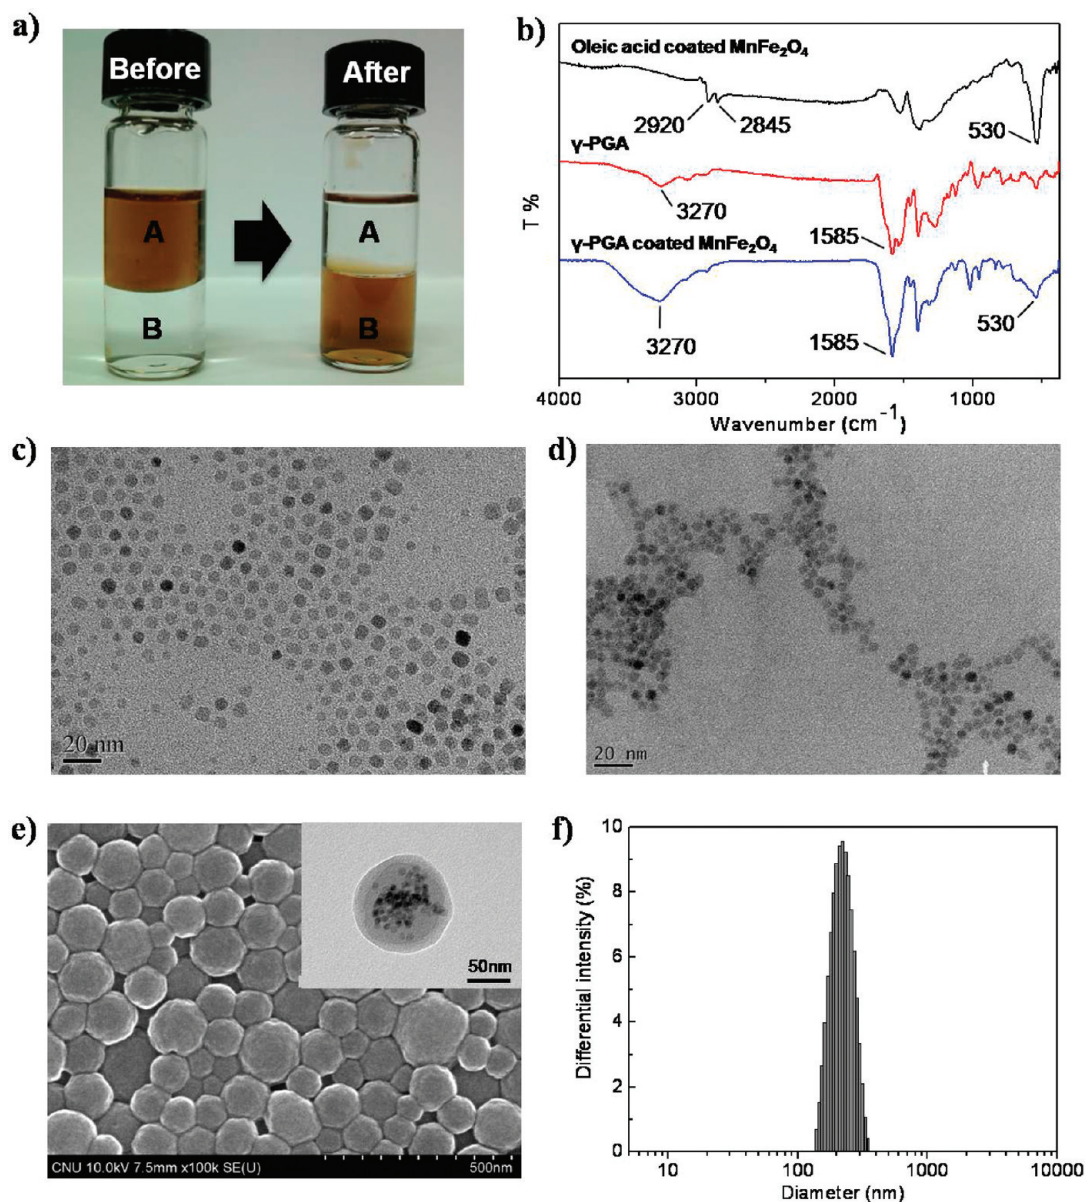 a)
Before
After
A
A
B
B
b)
Oleic acid coated MnFe₂O₄
2920
2845
530
γ-PGA
3270
1585
γ-PGA coated MnFe₂O₄
3270
1585
530
T %
4000
3000
2000
1000
Wavenumber (cm⁻¹)
c)
20 nm
d)
20 nm
e)
50nm
CNU 10.0kV 7.5mm x100k SE(U)
500nm
f)
10
8
6
4
2
0
Differential intensity (%)
10
100
1000
10000
Diameter (nm)